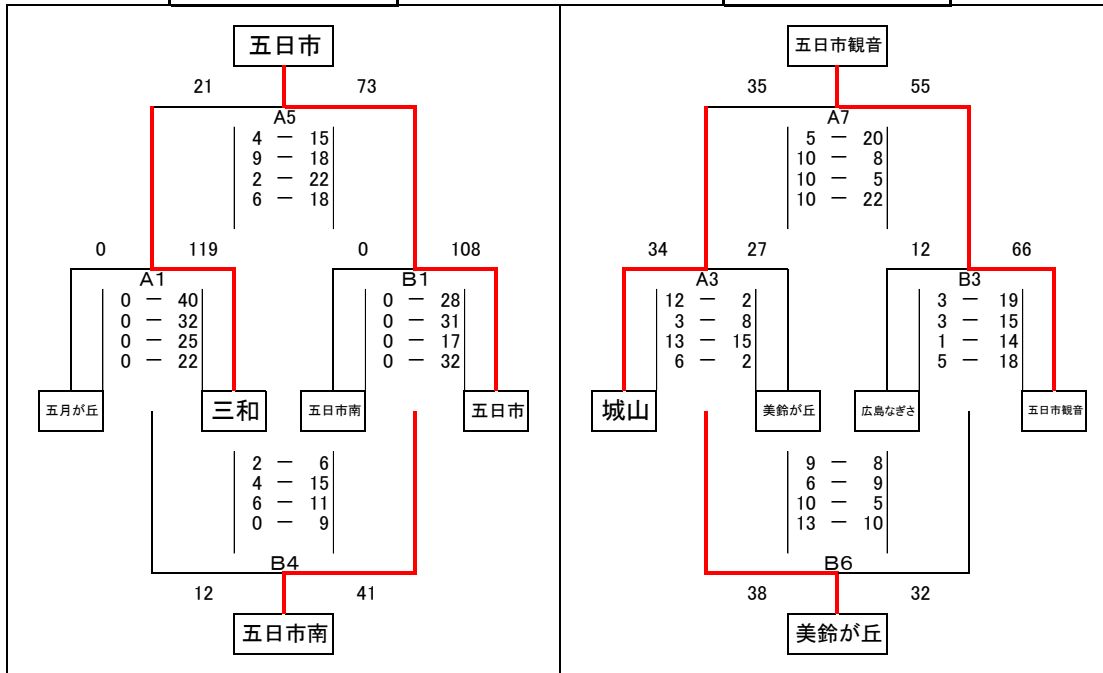 五日市
21 73
A5
4 － 15
9 － 18
2 － 22
6 － 18
0 119 0 108
A1
0 － 40
0 － 32
0 － 25
0 － 22
B1
0 － 28
0 － 31
0 － 17
0 － 32
五月が丘 三和 五日市南 五日市
2 － 6
4 － 15
6 － 11
0 － 9
B4
12 41
五日市南
五日市観音
35 55
A7
5 － 20
10 － 8
10 － 5
10 － 22
34 27 12 66
A3
12 － 2
3 － 8
13 － 15
6 － 2
B3
3 － 19
3 － 15
1 － 14
5 － 18
城山 美鈴が丘 広島なぎさ 五日市観音
9 － 8
6 － 9
10 － 5
13 － 10
B6
38 32
美鈴が丘